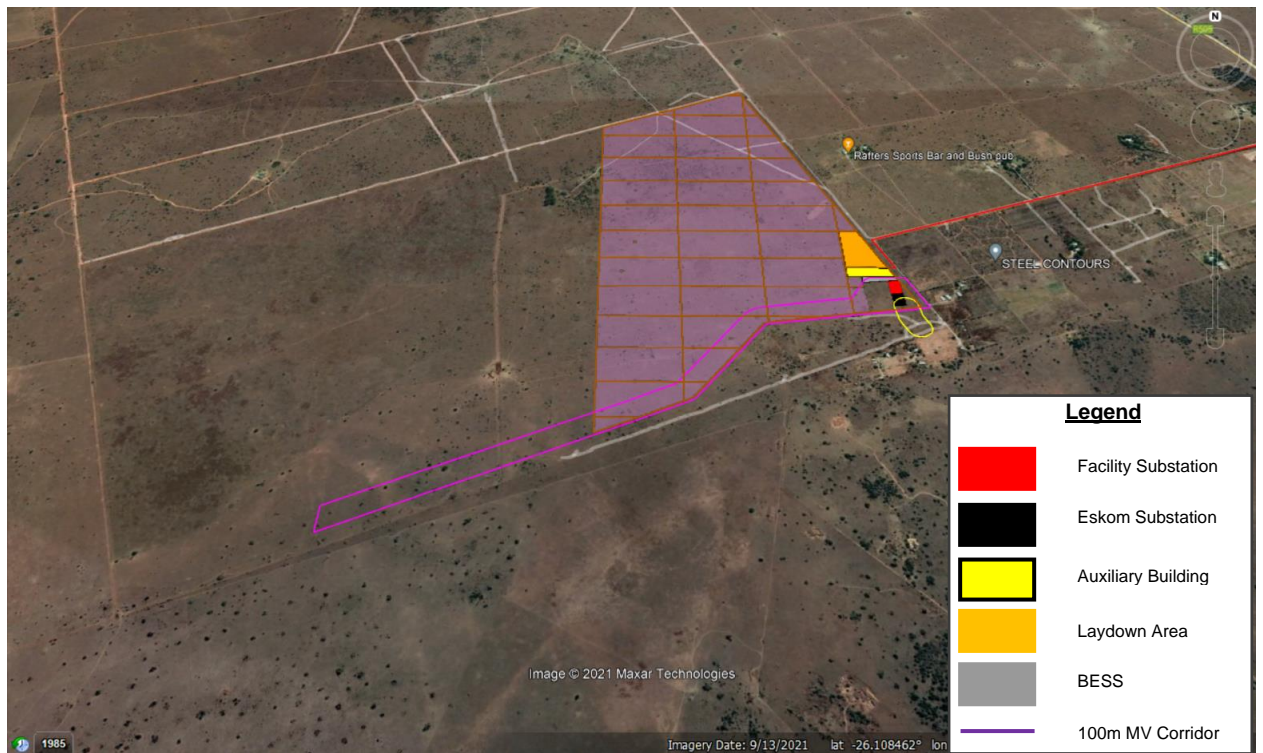 N
Rafters Sports Bar and Bush pub
STEEL CONTOURS
Legend
Facility Substation
Eskom Substation
Auxiliary Building
Laydown Area
BESS
100m MV Corridor
Image © 2021 Maxar Technologies
1985
Imagery Date: 9/13/2021 lat -26.108462° lon